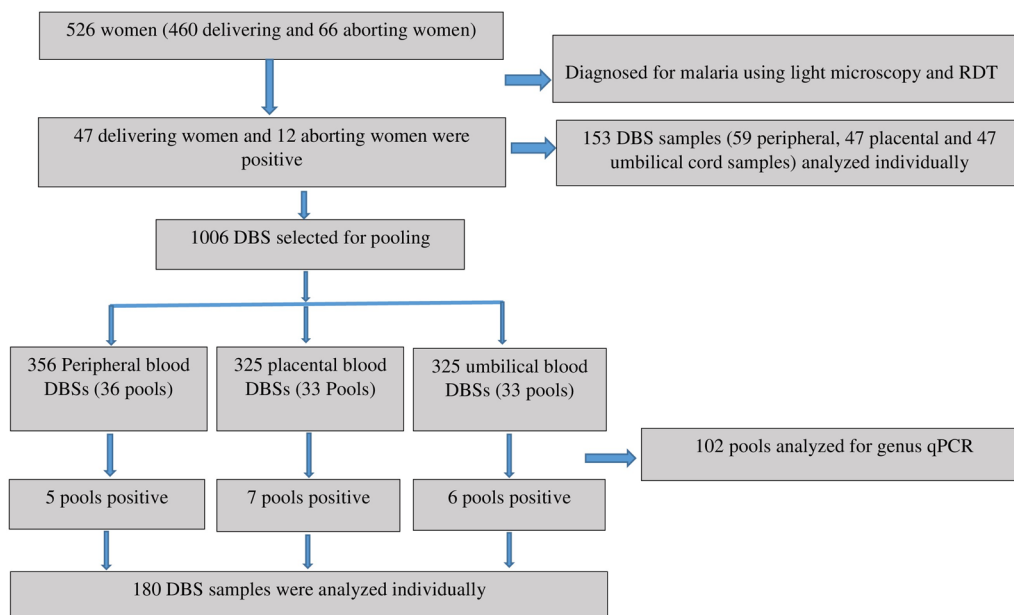 526 women (460 delivering and 66 aborting women)
Diagnosed for malaria using light microscopy and RDT
47 delivering women and 12 aborting women were
positive
153 DBS samples (59 peripheral, 47 placental and 47
umbilical cord samples) analyzed individually
1006 DBS selected for pooling
356 Peripheral blood
DBSs (36 pools)
325 placental blood
DBSs (33 Pools)
325 umbilical blood
DBSs (33 pools)
102 pools analyzed for genus qPCR
5 pools positive
7 pools positive
6 pools positive
180 DBS samples were analyzed individually